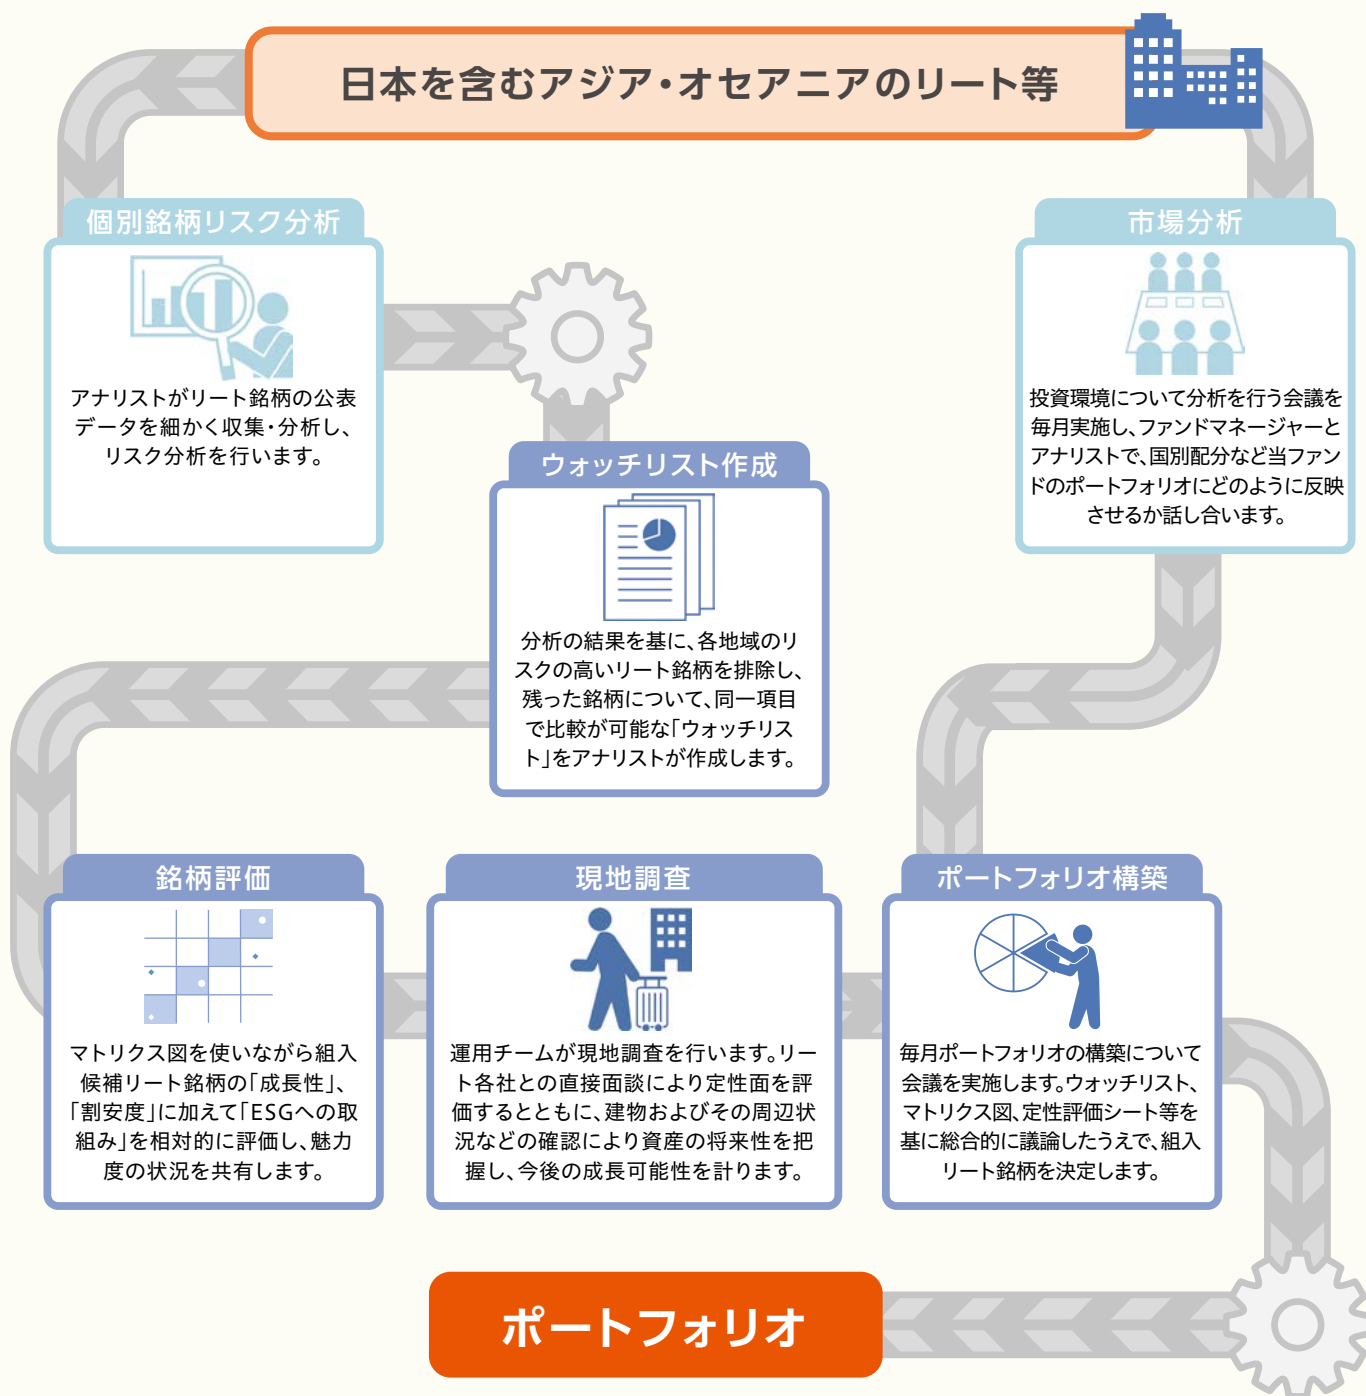 日本を含むアジア・オセアニアのリート等
個別銘柄リスク分析
アナリストがリート銘柄の公表
データを細かく収集・分析し、
リスク分析を行います。
市場分析
投資環境について分析を行う会議を
毎月実施し、ファンドマネージャーと
アナリストで、国別配分など当ファン
ドのポートフォリオにどのように反映
させるか話し合います。
ウォッチリスト作成
分析の結果を基に、各地域のリ
スクの高いリート銘柄を排除し、
残った銘柄について、同一項目
で比較が可能な「ウォッチリス
ト」をアナリストが作成します。
銘柄評価
マトリクス図を使いながら組入
候補リート銘柄の「成長性」、
「割安度」に加えて「ESGへの取
組み」を相対的に評価し、魅力
度の状況を共有します。
現地調査
運用チームが現地調査を行います。リー
ト各社との直接面談により定性面を評
価するとともに、建物およびその周辺状
況などの確認により資産の将来性を把
握し、今後の成長可能性を計ります。
ポートフォリオ構築
毎月ポートフォリオの構築について
会議を実施します。ウォッチリスト、
マトリクス図、定性評価シート等を
基に総合的に議論したうえで、組入
リート銘柄を決定します。
ポートフォリオ